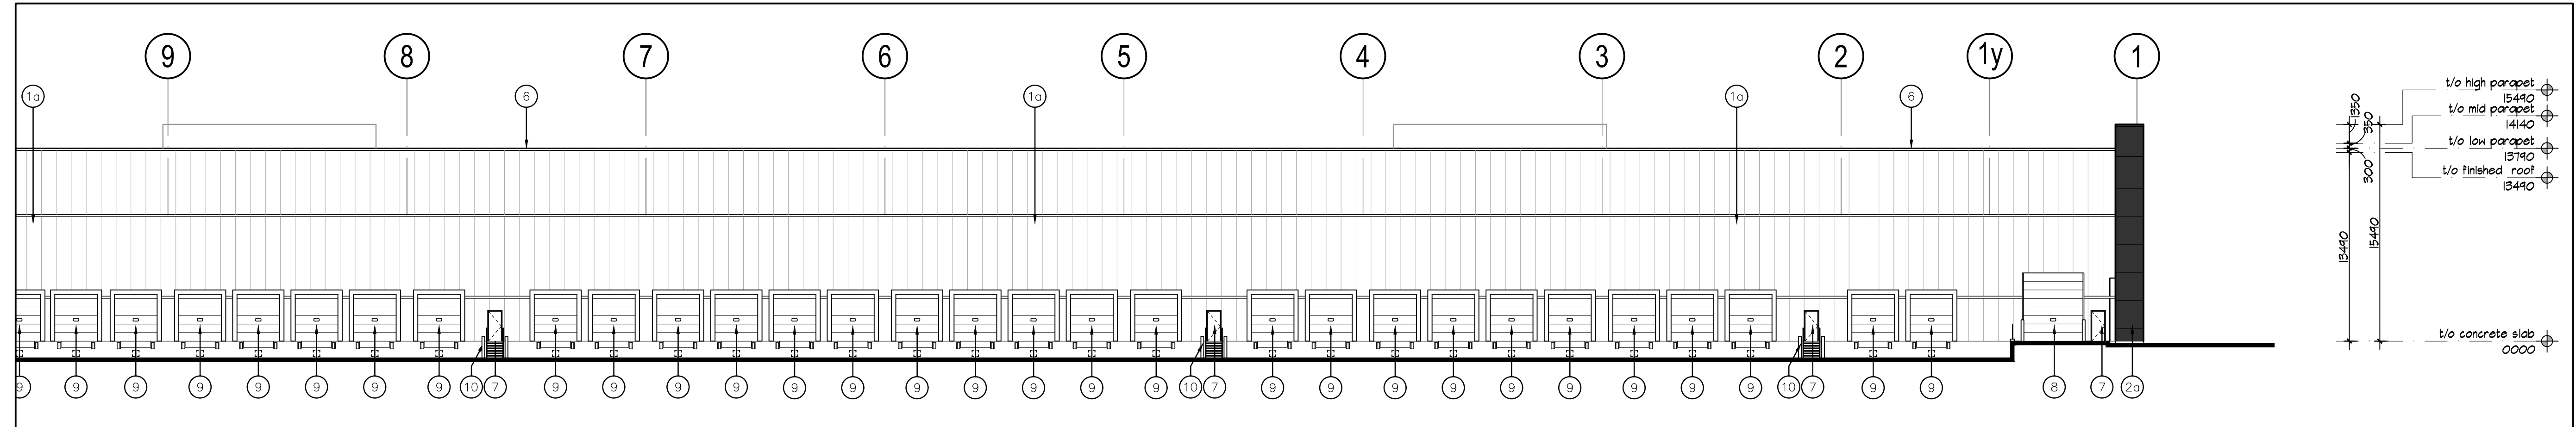 9 8 7 6 5 4 3 2 1y 1
1a 6 1a 1a 6
t/o high parapet
15490
t/o mid parapet
14140
t/o low parapet
13790
t/o finished roof
13490
1350
350
300
13490
15490
t/o concrete slab
0000
9 9 9 9 9 9 9 9 10 7 9 9 9 9 9 9 9 9 9 9 9 10 7 9 9 9 9 9 9 9 9 9 10 7 9 9 8 7 2a